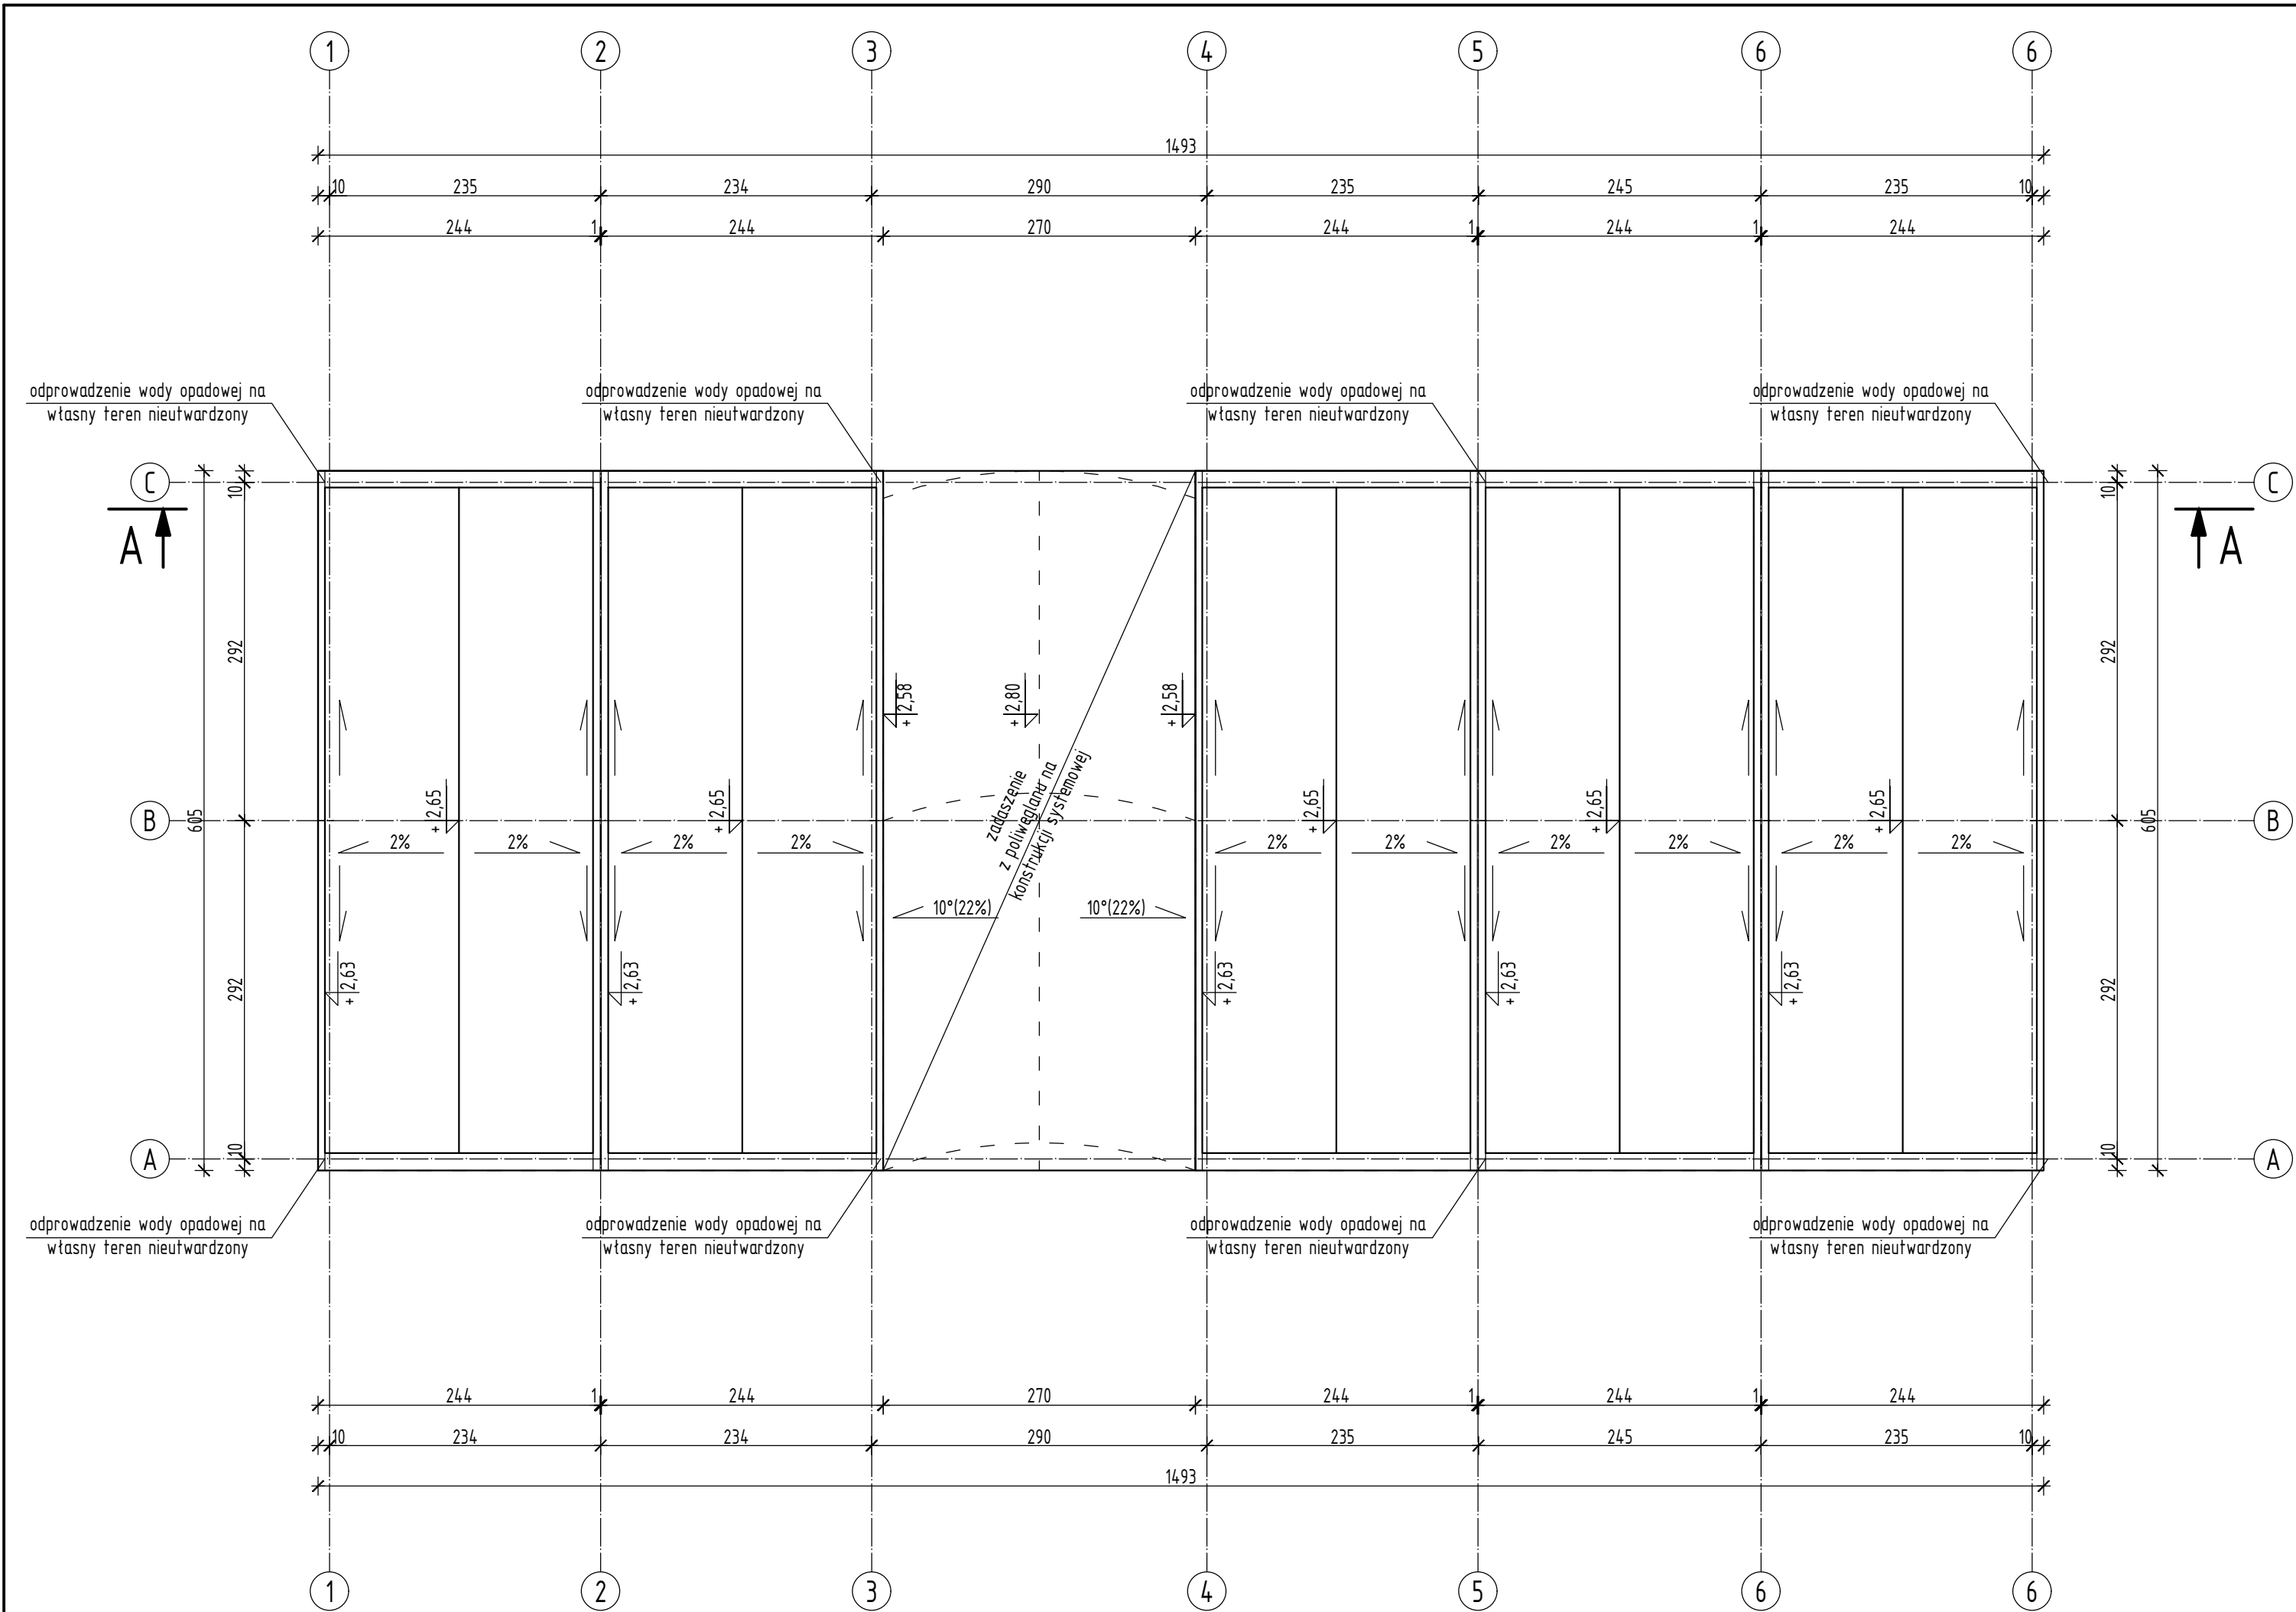 1 2 3 4 5 6 6
1493
10 235 234 290 235 245 235 10
244 1 244 270 244 1 244 1 244
odprowadzenie wody opadowej na
własny teren nieutwardzony
odprowadzenie wody opadowej na
własny teren nieutwardzony
odprowadzenie wody opadowej na
własny teren nieutwardzony
odprowadzenie wody opadowej na
własny teren nieutwardzony
C C
10 10
A A
292 292
+2,58 +2,80 +2,58
zadaszenie
z poliwęglanu na
konstrukcji systemowej
+2,65 +2,65 +2,65 +2,65 +2,65
B 605 605 B
2% 2% 2% 2% 2% 2% 2% 2% 2% 2%
10°(22%) 10°(22%)
+2,63 +2,63 +2,63 +2,63 +2,63
292 292
10 10
A A
odprowadzenie wody opadowej na
własny teren nieutwardzony
odprowadzenie wody opadowej na
własny teren nieutwardzony
odprowadzenie wody opadowej na
własny teren nieutwardzony
odprowadzenie wody opadowej na
własny teren nieutwardzony
244 1 244 270 244 1 244 1 244
10 234 234 290 235 245 235 10
1493
1 2 3 4 5 6 6